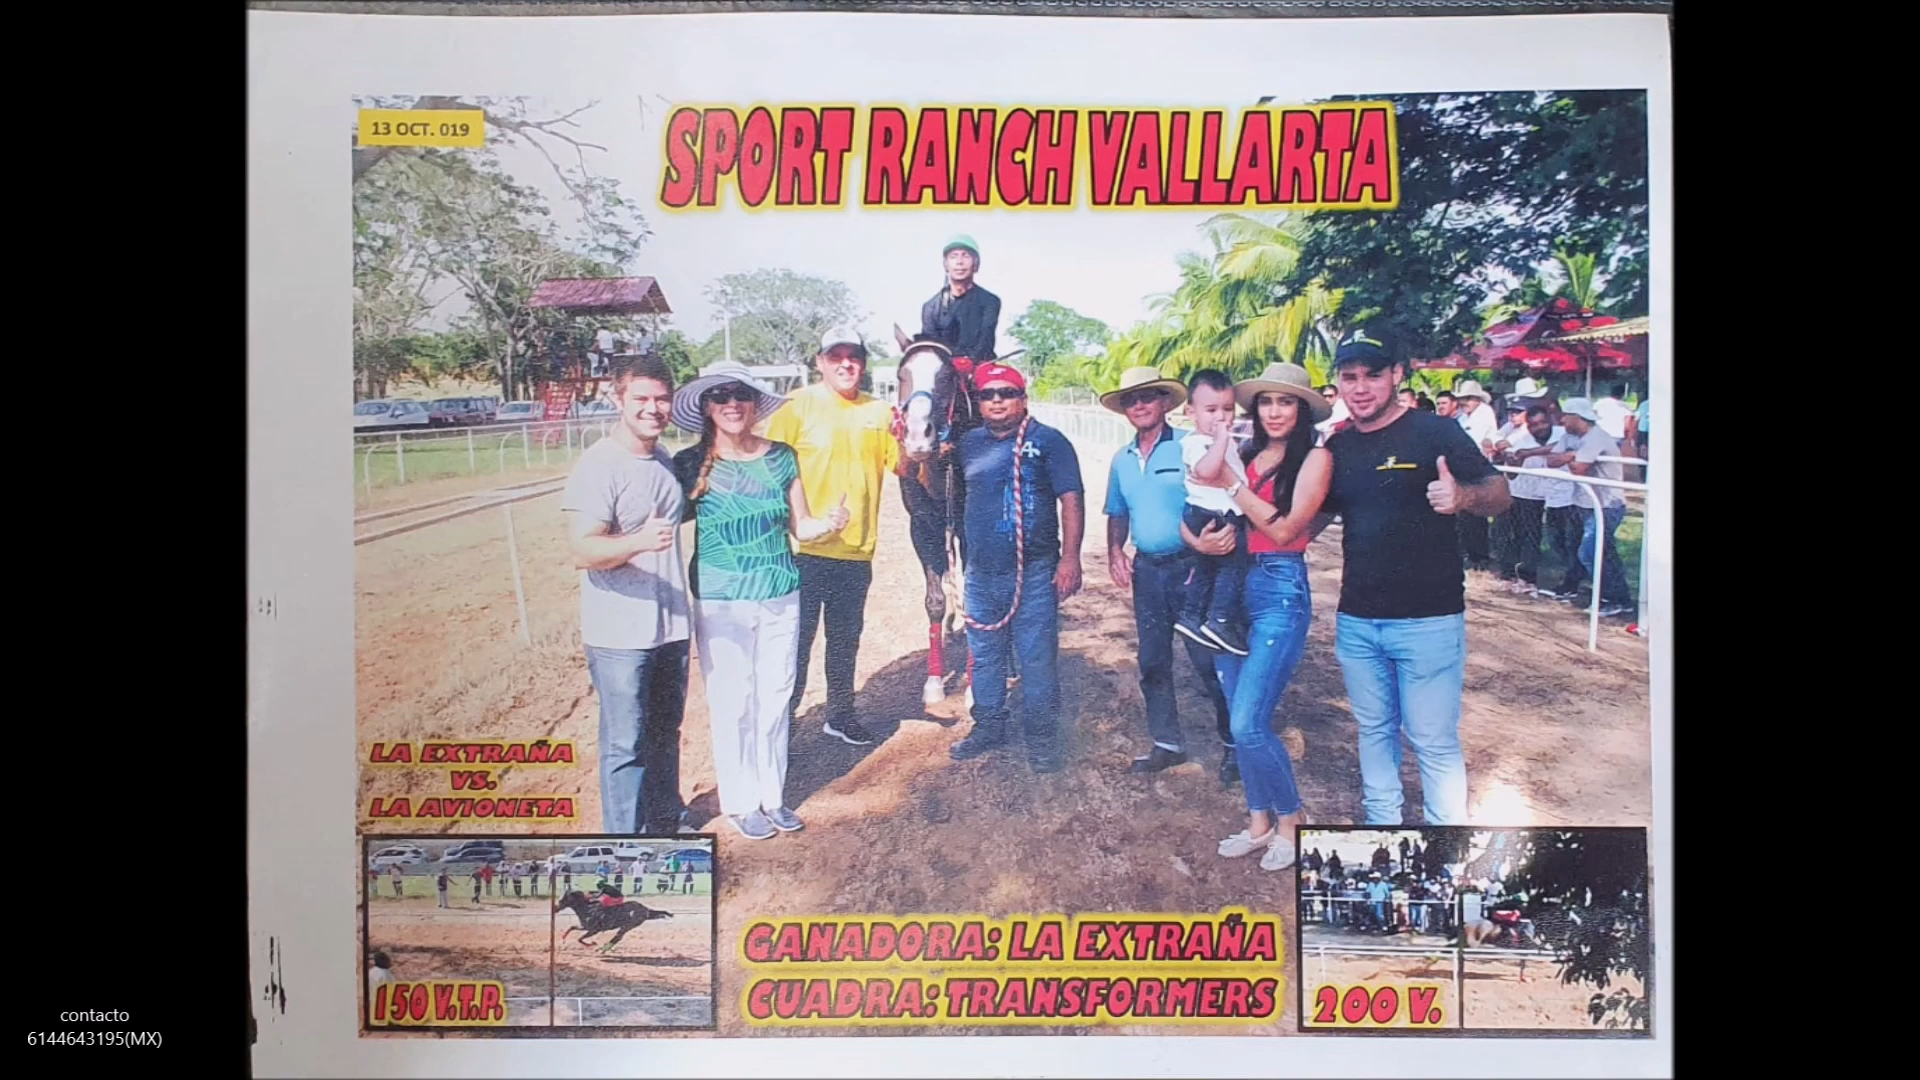 13 OCT. 019
SPORT RANCH VALLARTA
LA EXTRAÑA
VS.
LA AVIONETA
150 V.T.P.
GANADORA: LA EXTRAÑA
CUADRA: TRANSFORMERS
200 V.
contacto
6144643195(MX)